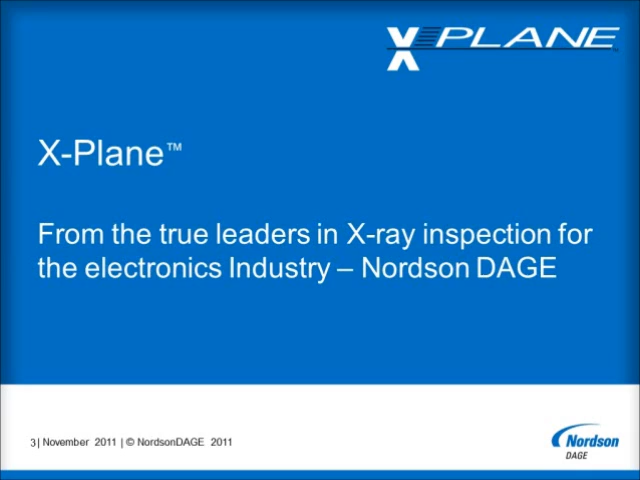 X PLANE
X-Plane™
From the true leaders in X-ray inspection for
the electronics Industry – Nordson DAGE
3| November 2011 | © NordsonDAGE 2011
Nordson
DAGE